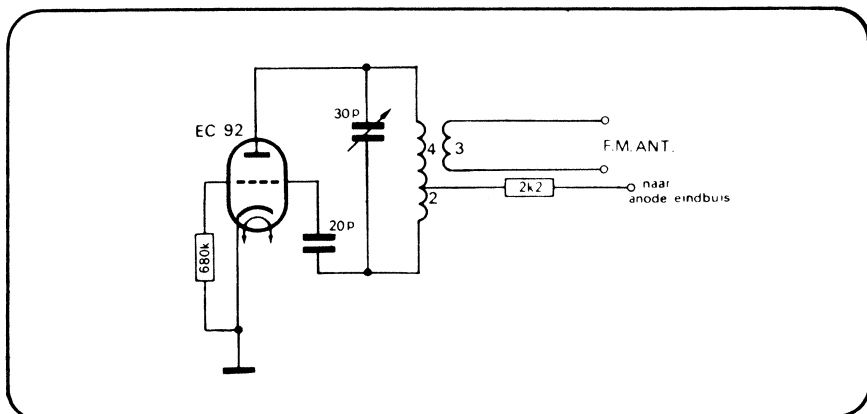 30p
EC 92
4
3
F.M.ANT.
2k2
naar
anode eindbuis
2
20p
680k